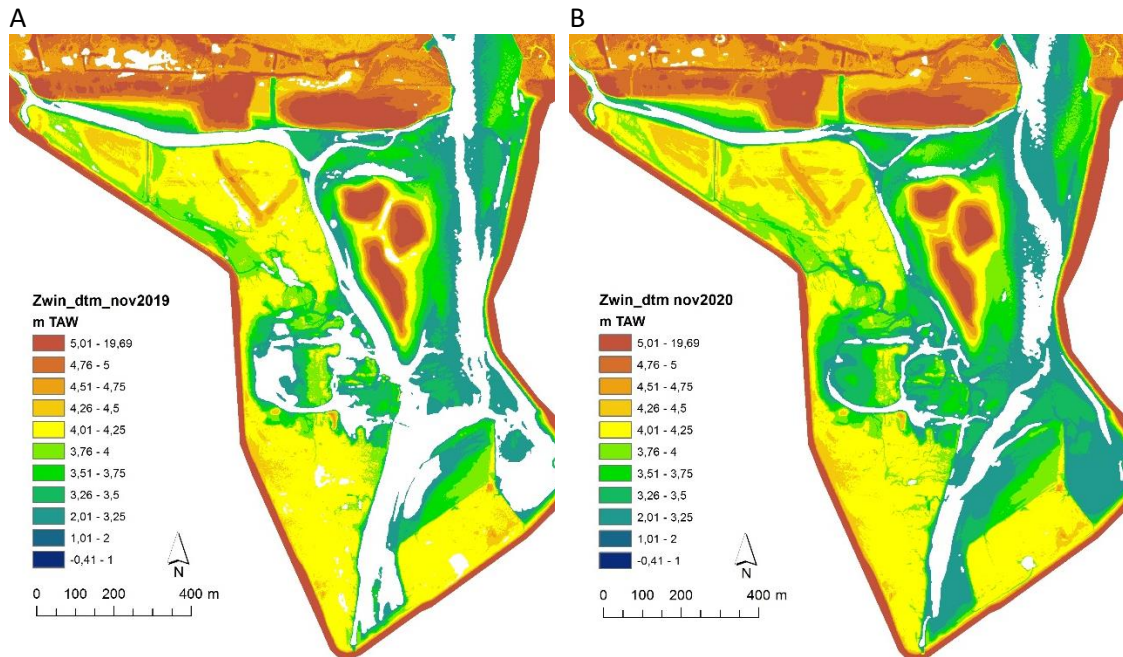 A
B
Zwin_dtm_nov2019
m TAW
5,01 - 19,69
4,76 - 5
4,51 - 4,75
4,26 - 4,5
4,01 - 4,25
3,76 - 4
3,51 - 3,75
3,26 - 3,5
2,01 - 3,25
1,01 - 2
-0,41 - 1
N
0 200 400 m
Zwin_dtm nov2020
m TAW
5,01 - 19,69
4,76 - 5
4,51 - 4,75
4,26 - 4,5
4,01 - 4,25
3,76 - 4
3,51 - 3,75
3,26 - 3,5
2,01 - 3,25
1,01 - 2
-0,41 - 1
N
0 200 400 m